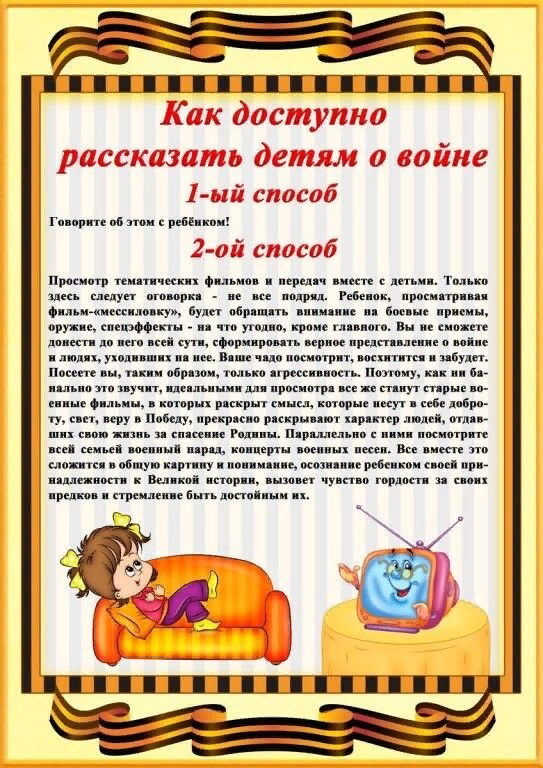 Как доступно
рассказать детям о войне
1-ый способ
Говорите об этом с ребёнком!
2-ой способ
Просмотр тематических фильмов и передач вместе с детьми. Только
здесь следует оговорка - не все подряд. Ребенок, просматривая
фильм-«мессиловку», будет обращать внимание на боевые приемы,
оружие, спецэффекты - на что угодно, кроме главного. Вы не сможете
донести до него всей сути, сформировать верное представление о войне
и людях, уходивших на нее. Ваше чадо посмотрит, восхитится и забудет.
Посеете вы, таким образом, только агрессивность. Поэтому, как ни ба-
нально это звучит, идеальными для просмотра все же станут старые во-
енные фильмы, в которых раскрыт смысл, которые несут в себе добро-
ту, свет, веру в Победу, прекрасно раскрывают характер людей, отдав-
ших свою жизнь за спасение Родины. Параллельно с ними посмотрите
всей семьей военный парад, концерты военных песен. Все вместе это
сложится в общую картину и понимание, осознание ребенком своей при-
надлежности к Великой истории, вызовет чувство гордости за своих
предков и стремление быть достойным их.